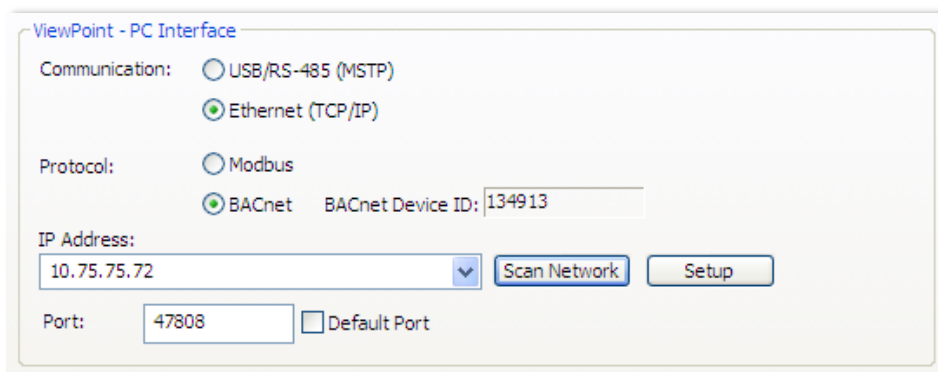 ViewPoint - PC Interface
Communication: USB/RS-485 (MSTP)
Ethernet (TCP/IP)
Protocol: Modbus
BACnet BACnet Device ID: 134913
IP Address:
10.75.75.72 Scan Network Setup
Port: 47808 Default Port